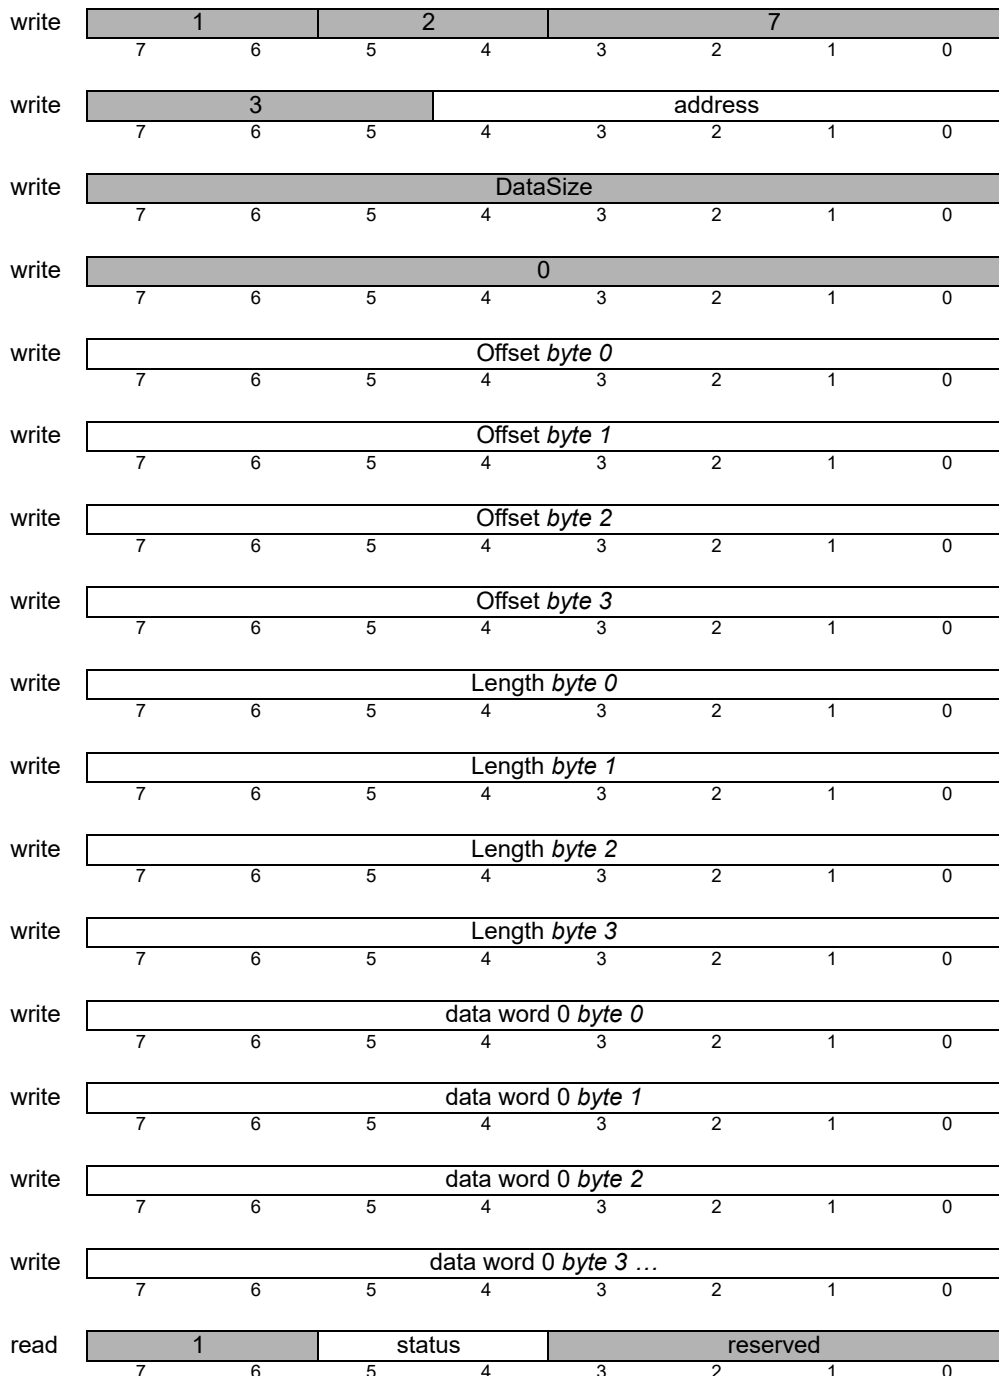 write 1 2 7
7 6 5 4 3 2 1 0
write 3 address
7 6 5 4 3 2 1 0
write DataSize
7 6 5 4 3 2 1 0
write 0
7 6 5 4 3 2 1 0
write Offset byte 0
7 6 5 4 3 2 1 0
write Offset byte 1
7 6 5 4 3 2 1 0
write Offset byte 2
7 6 5 4 3 2 1 0
write Offset byte 3
7 6 5 4 3 2 1 0
write Length byte 0
7 6 5 4 3 2 1 0
write Length byte 1
7 6 5 4 3 2 1 0
write Length byte 2
7 6 5 4 3 2 1 0
write Length byte 3
7 6 5 4 3 2 1 0
write data word 0 byte 0
7 6 5 4 3 2 1 0
write data word 0 byte 1
7 6 5 4 3 2 1 0
write data word 0 byte 2
7 6 5 4 3 2 1 0
write data word 0 byte 3 …
7 6 5 4 3 2 1 0
read 1 status reserved
7 6 5 4 3 2 1 0